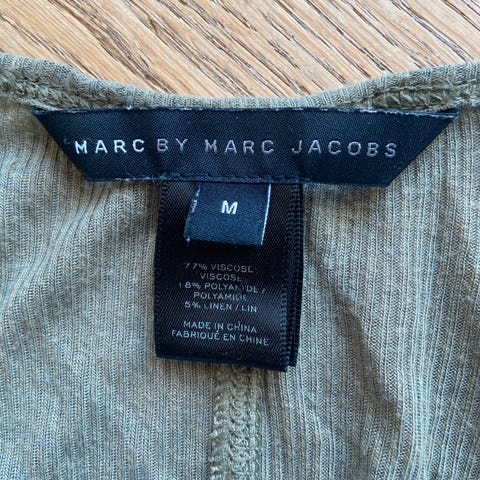 MARC BY MARC JACOBS
M
77% VISCOSE/
VISCOSE
18% POLYAMIDE/
POLYAMIDE
5% LINEN / LIN
MADE IN CHINA
FABRIQUÉ EN CHINE